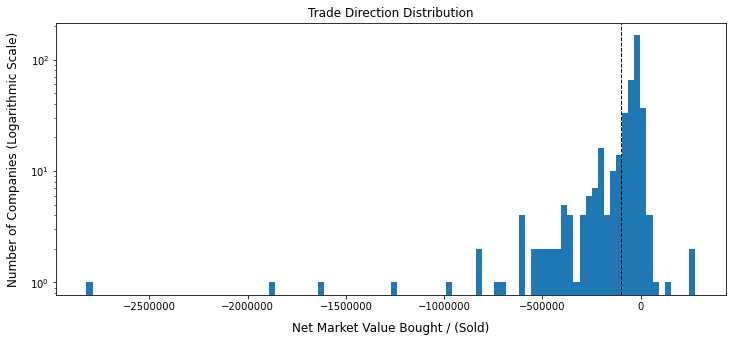 Trade Direction Distribution
Number of Companies (Logarithmic Scale)
10²
10¹
10⁰
−2500000 −2000000 −1500000 −1000000 −500000 0
Net Market Value Bought / (Sold)